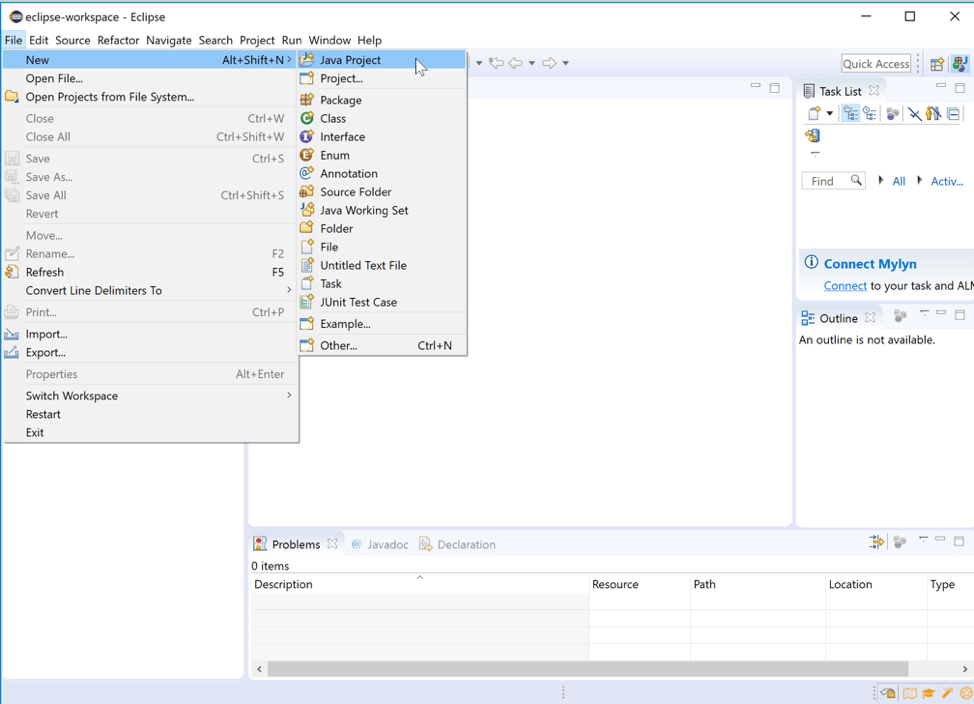 eclipse-workspace - Eclipse
File Edit Source Refactor Navigate Search Project Run Window Help
New Alt+Shift+N
Open File...
Open Projects from File System...
Close Ctrl+W
Close All Ctrl+Shift+W
Save Ctrl+S
Save As...
Save All Ctrl+Shift+S
Revert
Move...
Rename... F2
Refresh F5
Convert Line Delimiters To
Print... Ctrl+P
Import...
Export...
Properties Alt+Enter
Switch Workspace
Restart
Exit
Java Project
Project...
Package
Class
Interface
Enum
Annotation
Source Folder
Java Working Set
Folder
File
Untitled Text File
Task
JUnit Test Case
Example...
Other... Ctrl+N
Quick Access
Task List
Find All Activ...
Connect Mylyn
Connect to your task and ALM
Outline
An outline is not available.
Problems @ Javadoc Declaration
0 items
Description Resource Path Location Type